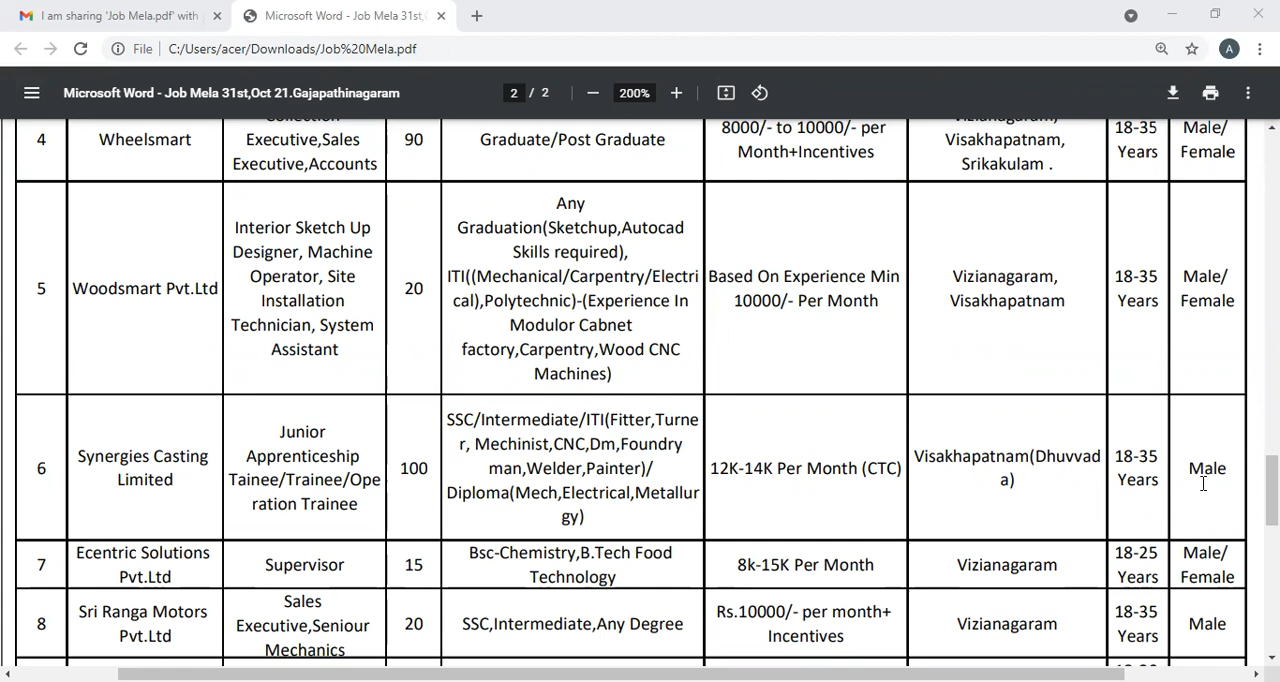 I am sharing 'Job Mela.pdf' with
Microsoft Word - Job Mela 31st,
File
C:/Users/acer/Downloads/Job%20Mela.pdf
A
Microsoft Word - Job Mela 31st,Oct 21.Gajapathinagaram
2 / 2
200%
4
Wheelsmart
Executive,Sales
Executive,Accounts
90
Graduate/Post Graduate
8000/- to 10000/- per
Month+Incentives
Vizianagaram,
Visakhapatnam,
Srikakulam .
18-35
Years
Male/
Female
5
Woodsmart Pvt.Ltd
Interior Sketch Up
Designer, Machine
Operator, Site
Installation
Technician, System
Assistant
20
Any
Graduation(Sketchup,Autocad
Skills required),
ITI((Mechanical/Carpentry/Electri
cal),Polytechnic)-(Experience In
Modulor Cabnet
factory,Carpentry,Wood CNC
Machines)
Based On Experience Min
10000/- Per Month
Vizianagaram,
Visakhapatnam
18-35
Years
Male/
Female
6
Synergies Casting
Limited
Junior
Apprenticeship
Tainee/Trainee/Ope
ration Trainee
100
SSC/Intermediate/ITI(Fitter,Turne
r, Mechinist,CNC,Dm,Foundry
man,Welder,Painter)/
Diploma(Mech,Electrical,Metallur
gy)
12K-14K Per Month (CTC)
Visakhapatnam(Dhuvvad
a)
18-35
Years
Male
7
Ecentric Solutions
Pvt.Ltd
Supervisor
15
Bsc-Chemistry,B.Tech Food
Technology
8k-15K Per Month
Vizianagaram
18-25
Years
Male/
Female
8
Sri Ranga Motors
Pvt.Ltd
Sales
Executive,Seniour
Mechanics
20
SSC,Intermediate,Any Degree
Rs.10000/- per month+
Incentives
Vizianagaram
18-35
Years
Male